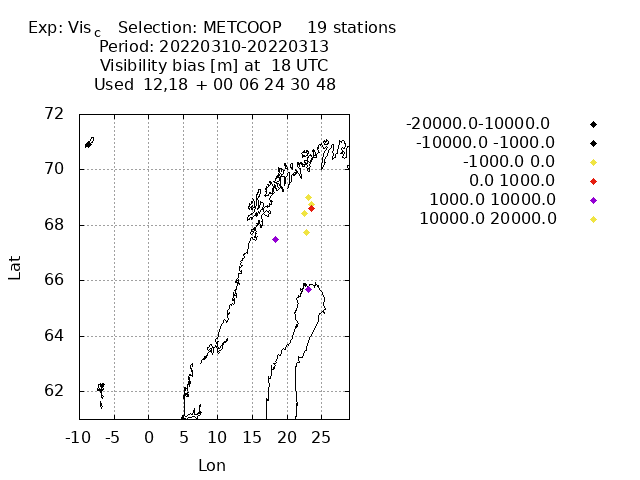 Exp: Vis c   Selection: METCOOP     19 stations
Period: 20220310-20220313
Visibility bias [m] at  18 UTC
Used  12,18  + 00 06 24 30 48
-20000.0-10000.0
-10000.0 -1000.0
-1000.0 0.0
0.0 1000.0
1000.0 10000.0
10000.0 20000.0
72
70
68
66
64
62
Lat
-10 -5 0 5 10 15 20 25
Lon